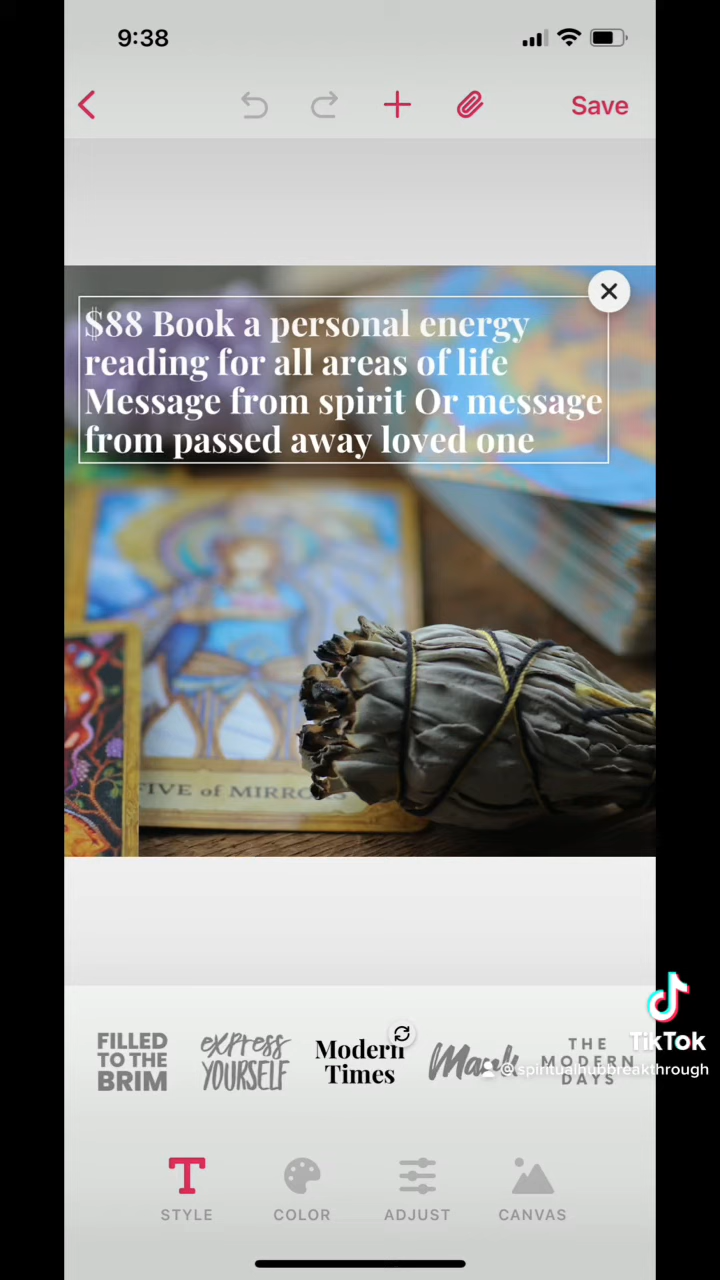 9:38
Save
$88 Book a personal energy
reading for all areas of life
Message from spirit Or message
from passed away loved one
FIVE of MIRRORS
FILLED
TO THE
BRIM
express
YOURSELF
Modern
Times
THE
MODERN
DAYS
TikTok
@spiritualhubbreakthrough
STYLE
COLOR
ADJUST
CANVAS